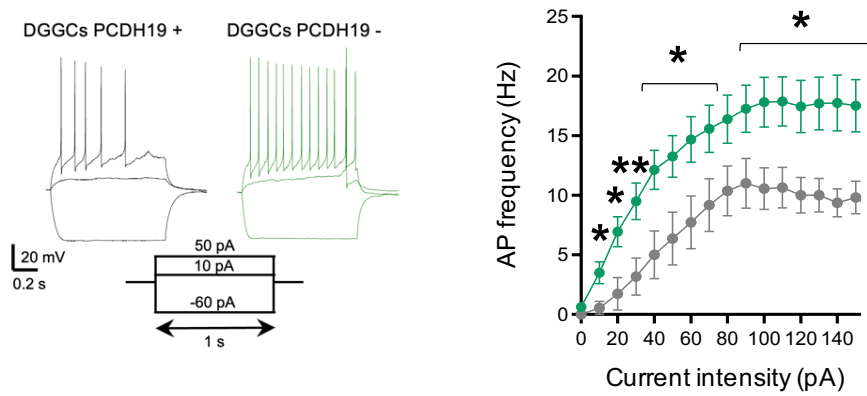 DGGCs PCDH19 +
DGGCs PCDH19 -
20 mV
0.2 s
50 pA
10 pA
-60 pA
1 s
AP frequency (Hz)
25
20
15
10
5
0
*
*
**
*
*
0 20 40 60 80 100 120 140
Current intensity (pA)